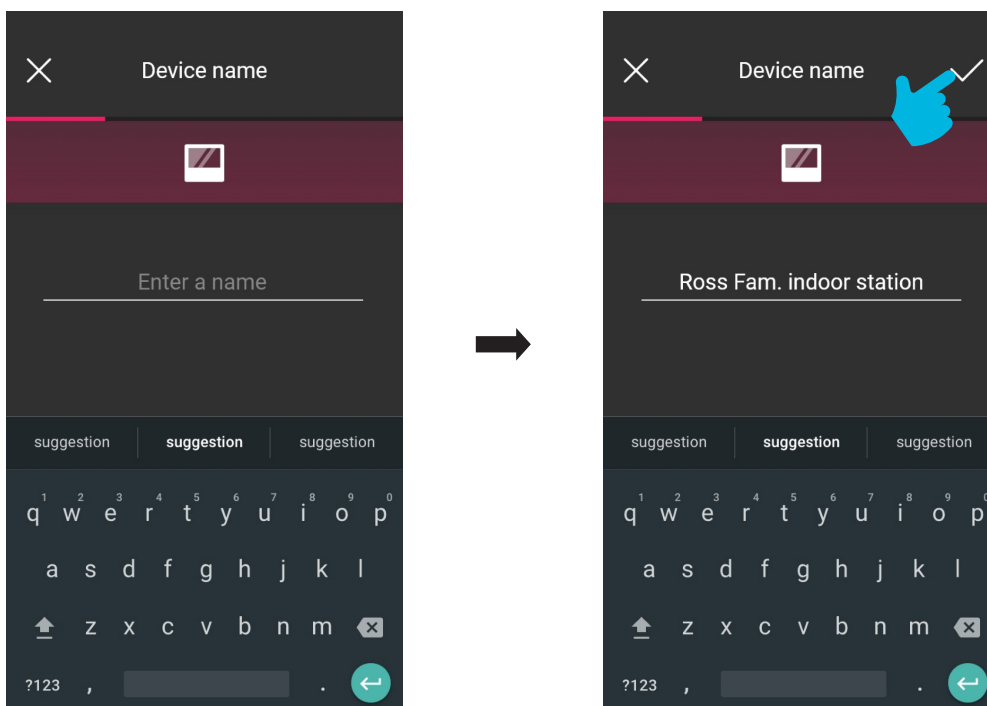 Device name
Enter a name
suggestion suggestion suggestion
1 2 3 4 5 6 7 8 9 0
q w e r t y u i o p
a s d f g h j k l
z x c v b n m
?123 , .
Device name
Ross Fam. indoor station
suggestion suggestion suggestion
1 2 3 4 5 6 7 8 9 0
q w e r t y u i o p
a s d f g h j k l
z x c v b n m
?123 , .